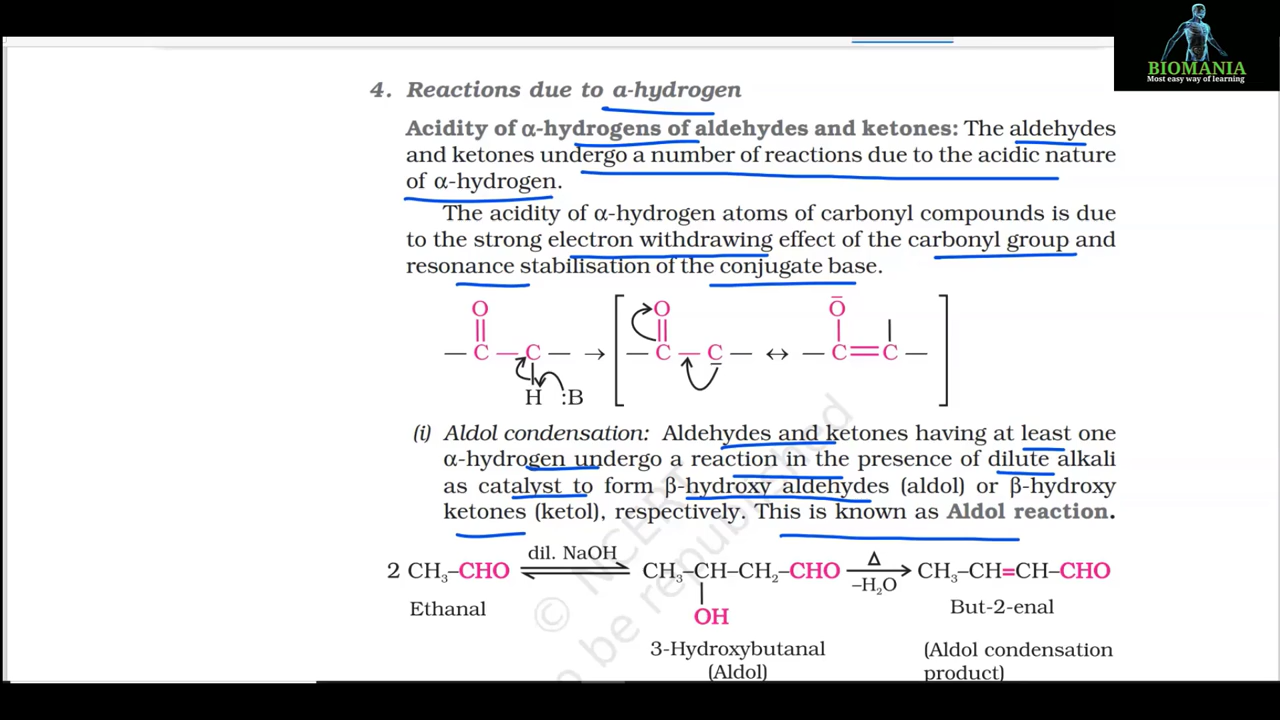 BIOMANIA
Most easy way of learning
4. Reactions due to a-hydrogen
Acidity of α-hydrogens of aldehydes and ketones: The aldehydes
and ketones undergo a number of reactions due to the acidic nature
of α-hydrogen.
The acidity of α-hydrogen atoms of carbonyl compounds is due
to the strong electron withdrawing effect of the carbonyl group and
resonance stabilisation of the conjugate base.
O O Ō
— C — C — → — C — C — ↔ — C = C —
H :B
(i) Aldol condensation: Aldehydes and ketones having at least one
α-hydrogen undergo a reaction in the presence of dilute alkali
as catalyst to form β-hydroxy aldehydes (aldol) or β-hydroxy
ketones (ketol), respectively. This is known as Aldol reaction.
2 CH₃–CHO dil. NaOH CH₃–CH–CH₂–CHO Δ –H₂O CH₃–CH=CH–CHO
Ethanal OH But-2-enal
3-Hydroxybutanal (Aldol condensation
(Aldol) product)
© NCERT
o be republished